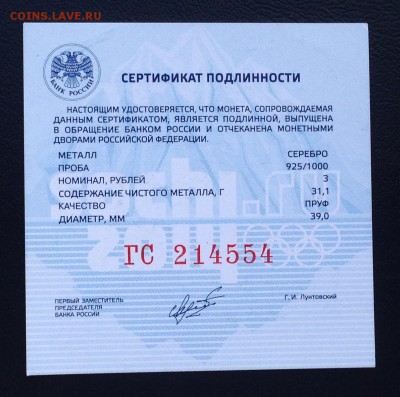 COINS.LAVE.RU
БАНК РОССИИ
СЕРТИФИКАТ ПОДЛИННОСТИ
НАСТОЯЩИМ УДОСТОВЕРЯЕТСЯ, ЧТО МОНЕТА, СОПРОВОЖДАЕМАЯ
ДАННЫМ СЕРТИФИКАТОМ, ЯВЛЯЕТСЯ ПОДЛИННОЙ, ВЫПУЩЕНА
В ОБРАЩЕНИЕ БАНКОМ РОССИИ И ОТЧЕКАНЕНА МОНЕТНЫМИ
ДВОРАМИ РОССИЙСКОЙ ФЕДЕРАЦИИ.
МЕТАЛЛ СЕРЕБРО
ПРОБА 925/1000
НОМИНАЛ, РУБЛЕЙ 3
СОДЕРЖАНИЕ ЧИСТОГО МЕТАЛЛА, Г 31,1
КАЧЕСТВО ПРУФ
ДИАМЕТР, ММ 39,0
sochi.ru
2014
ГС 214554
ПЕРВЫЙ ЗАМЕСТИТЕЛЬ
ПРЕДСЕДАТЕЛЯ
БАНКА РОССИИ
Г. И. Лунтовский